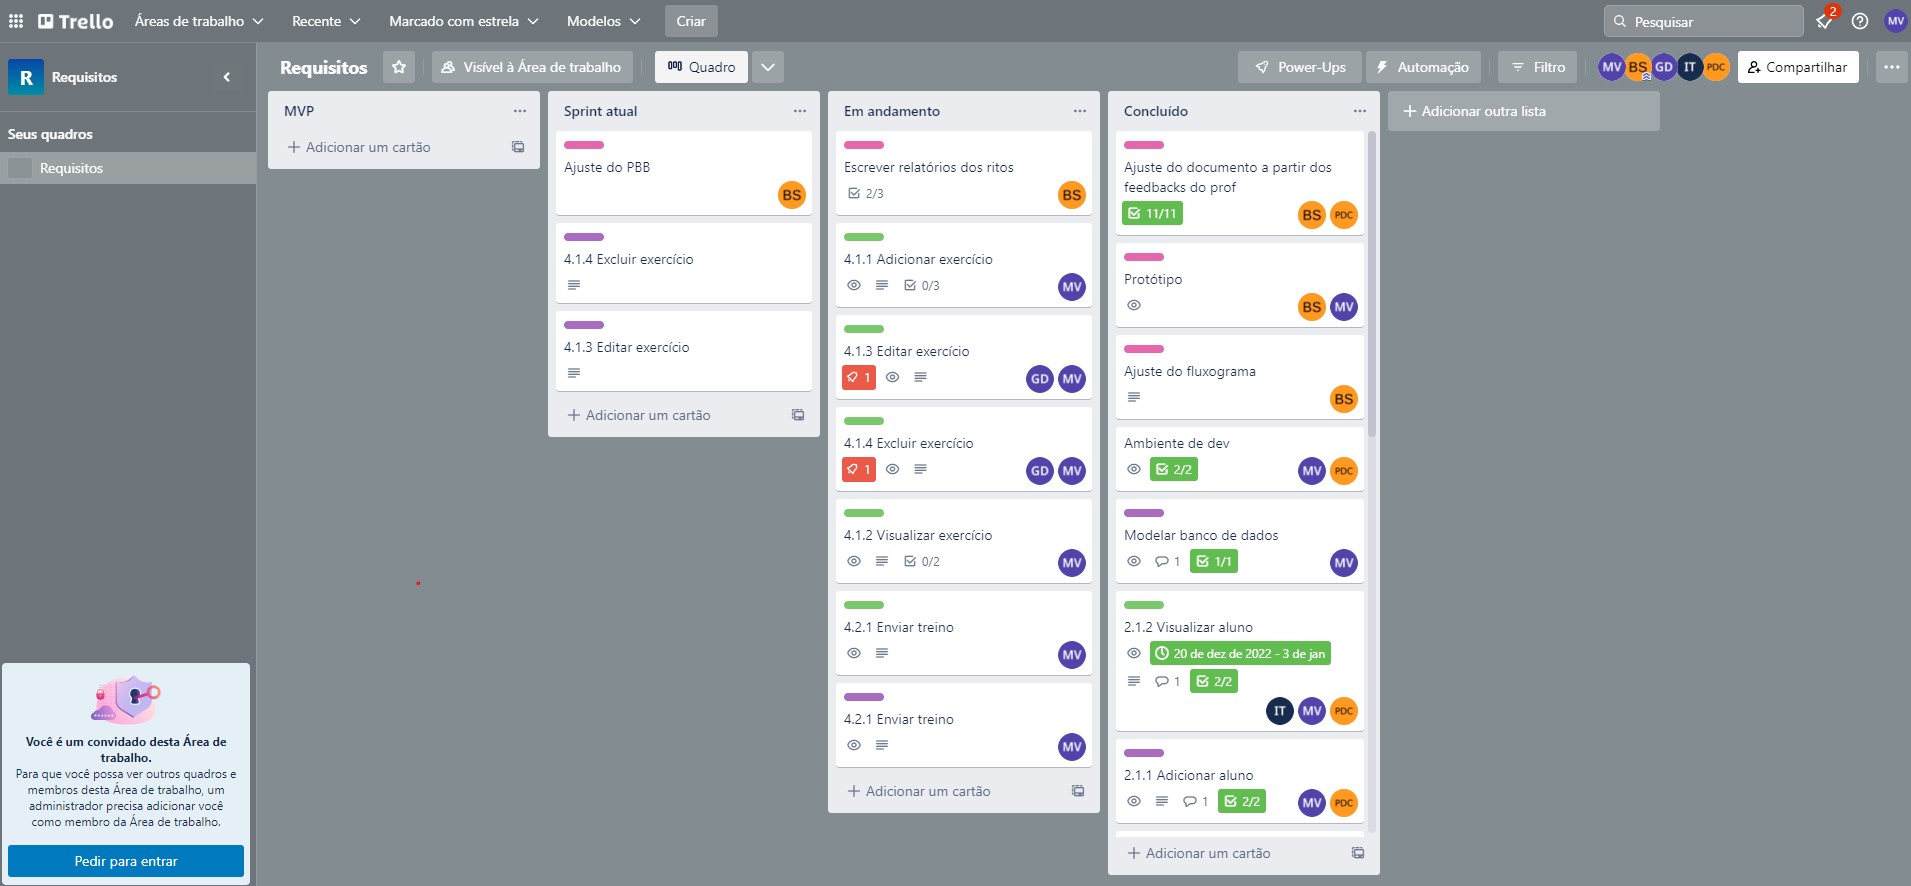 Trello
Áreas de trabalho
Recente
Marcado com estrela
Modelos
Criar
Pesquisar
2
MV
R
Requisitos
Requisitos
Visível à Área de trabalho
Quadro
Power-Ups
Automação
Filtro
MV
BS
GD
IT
PDC
Compartilhar
Seus quadros
Requisitos
Você é um convidado desta Área de
trabalho.
Para que você possa ver outros quadros e
membros desta Área de trabalho, um
administrador precisa adicionar você
como membro da Área de trabalho.
Pedir para entrar
MVP
Adicionar um cartão
Sprint atual
Ajuste do PBB
BS
4.1.4 Excluir exercício
4.1.3 Editar exercício
Adicionar um cartão
Em andamento
Escrever relatórios dos ritos
2/3
BS
4.1.1 Adicionar exercício
0/3
MV
4.1.3 Editar exercício
1
GD
MV
4.1.4 Excluir exercício
1
GD
MV
4.1.2 Visualizar exercício
0/2
MV
4.2.1 Enviar treino
MV
4.2.1 Enviar treino
MV
Adicionar um cartão
Concluído
Ajuste do documento a partir dos
feedbacks do prof
11/11
BS
PDC
Protótipo
BS
MV
Ajuste do fluxograma
BS
Ambiente de dev
2/2
MV
PDC
Modelar banco de dados
1
1/1
MV
2.1.2 Visualizar aluno
20 de dez de 2022 - 3 de jan
1
2/2
IT
MV
PDC
2.1.1 Adicionar aluno
1
2/2
MV
PDC
Adicionar um cartão
Adicionar outra lista